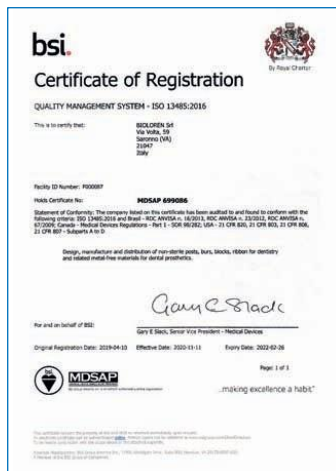 bsi.
By Royal Charter
Certificate of Registration
QUALITY MANAGEMENT SYSTEM - ISO 13485:2016
This is to certify that:
BIOLOREN Srl
Via Volta, 59
Saronno (VA)
21047
Italy
Facility ID Number: F000087
Holds Certificate No:
MDSAP 699086
Statement of Conformity: The company listed on this certificate has been audited to and found to conform with the
following criteria: ISO 13485:2016 and Brazil - RDC ANVISA n. 16/2013, RDC ANVISA n. 23/2012, RDC ANVISA n.
67/2009; Canada - Medical Devices Regulations - Part 1 - SOR 98/282; USA - 21 CFR 820, 21 CFR 803, 21 CFR 806,
21 CFR 807 - Subparts A to D
Design, manufacture and distribution of non-sterile posts, burs, blocks, ribbon for dentistry
and related metal-free materials for dental prosthetics.
Gary E Slack
For and on behalf of BSI:
Gary E Slack, Senior Vice President - Medical Devices
Original Registration Date: 2019-04-10
Effective Date: 2020-11-11
Expiry Date: 2022-02-26
Page: 1 of 1
MDSAP
...making excellence a habit.